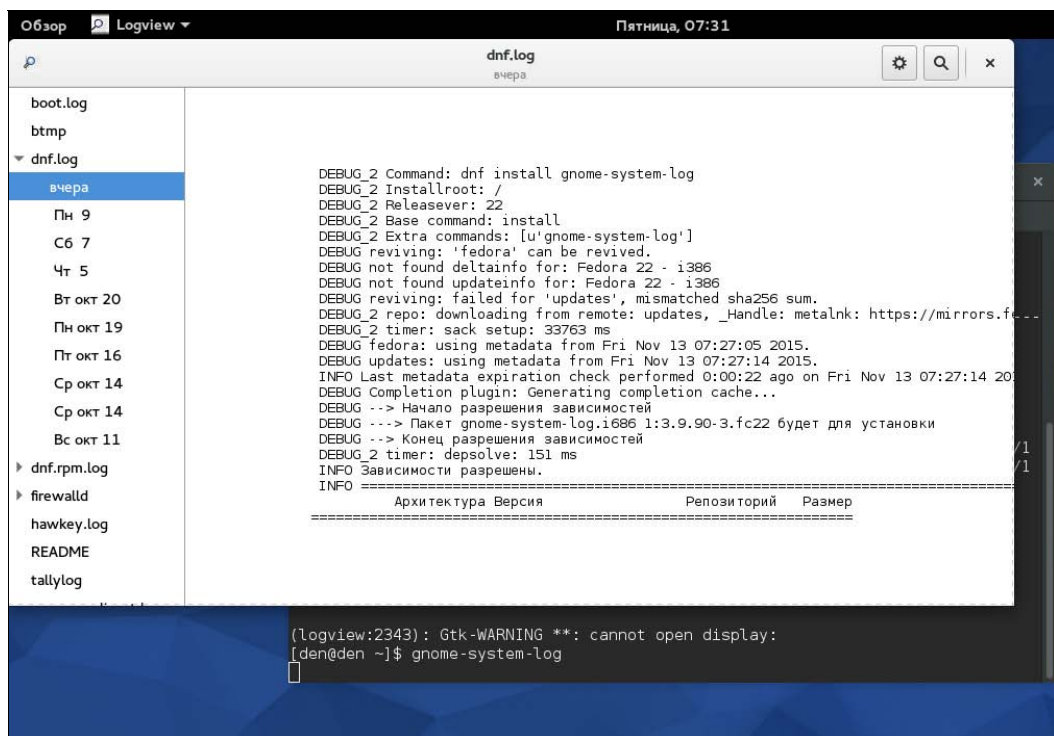 Обзор Logview
Пятница, 07:31
dnf.log
вчера
boot.log
btmp
dnf.log
вчера
Пн 9
Сб 7
Чт 5
Вт окт 20
Пн окт 19
Пт окт 16
Ср окт 14
Ср окт 14
Вс окт 11
dnf.rpm.log
firewalld
hawkey.log
README
tallylog
DEBUG_2 Command: dnf install gnome-system-log
DEBUG_2 Installroot: /
DEBUG_2 Releasever: 22
DEBUG_2 Base command: install
DEBUG_2 Extra commands: [u'gnome-system-log']
DEBUG reviving: 'fedora' can be revived.
DEBUG not found deltainfo for: Fedora 22 - i386
DEBUG not found updateinfo for: Fedora 22 - i386
DEBUG reviving: failed for 'updates', mismatched sha256 sum.
DEBUG_2 repo: downloading from remote: updates, _Handle: metalnk: https://mirrors.f
DEBUG_2 timer: sack setup: 33763 ms
DEBUG fedora: using metadata from Fri Nov 13 07:27:05 2015.
DEBUG updates: using metadata from Fri Nov 13 07:27:14 2015.
INFO Last metadata expiration check performed 0:00:22 ago on Fri Nov 13 07:27:14 20
DEBUG Completion plugin: Generating completion cache...
DEBUG --> Начало разрешения зависимостей
DEBUG ---> Пакет gnome-system-log.i686 1:3.9.90-3.fc22 будет для установки
DEBUG --> Конец разрешения зависимостей
DEBUG_2 timer: depsolve: 151 ms
INFO Зависимости разрешены.
INFO ================================================================================
Архитектура Версия Репозиторий Размер
================================================================================
/1
/1
(logview:2343): Gtk-WARNING **: cannot open display:
[den@den ~]$ gnome-system-log